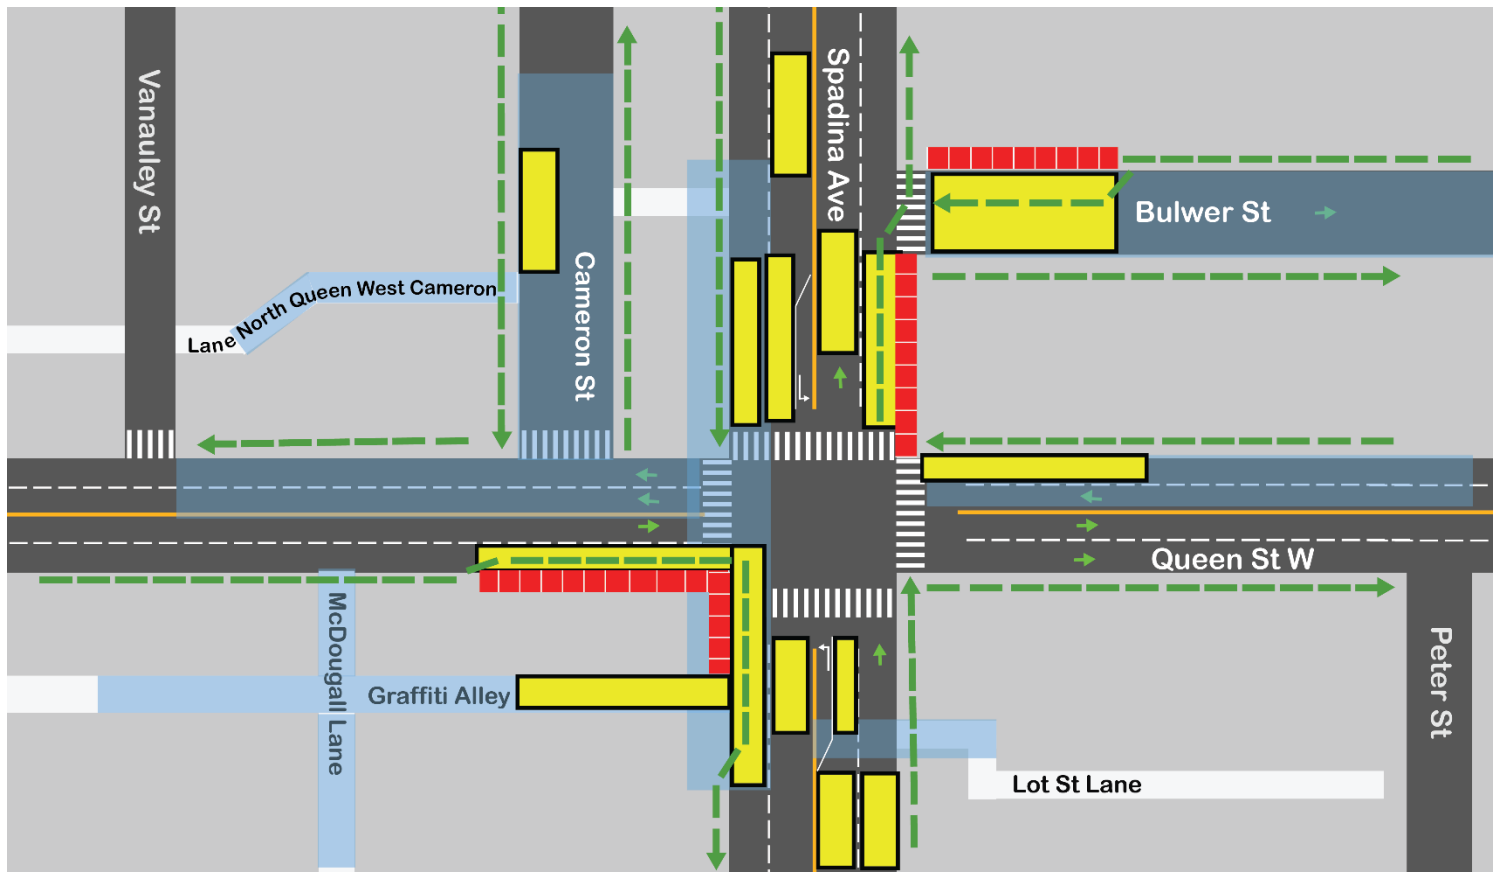 Vanauley St
Spadina Ave
Bulwer St
Cameron St
Lane North Queen West Cameron
Queen St W
McDougall Lane
Graffiti Alley
Peter St
Lot St Lane